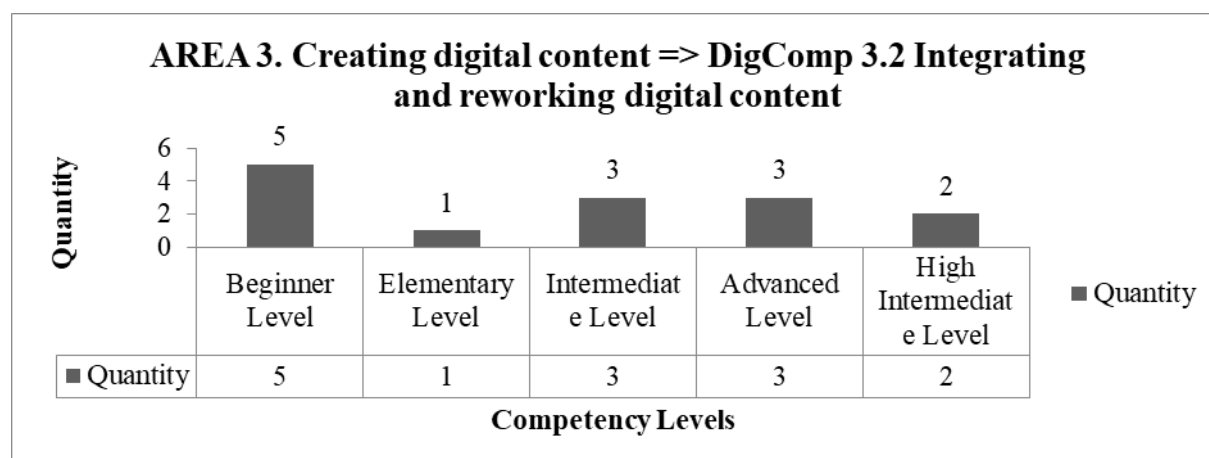 AREA 3. Creating digital content => DigComp 3.2 Integrating
and reworking digital content
Quantity
6
4
2
0
5
1
3
3
2
Beginner
Level
Elementary
Level
Intermediat
e Level
Advanced
Level
High
Intermediat
e Level
Quantity
Quantity 5 1 3 3 2
Competency Levels